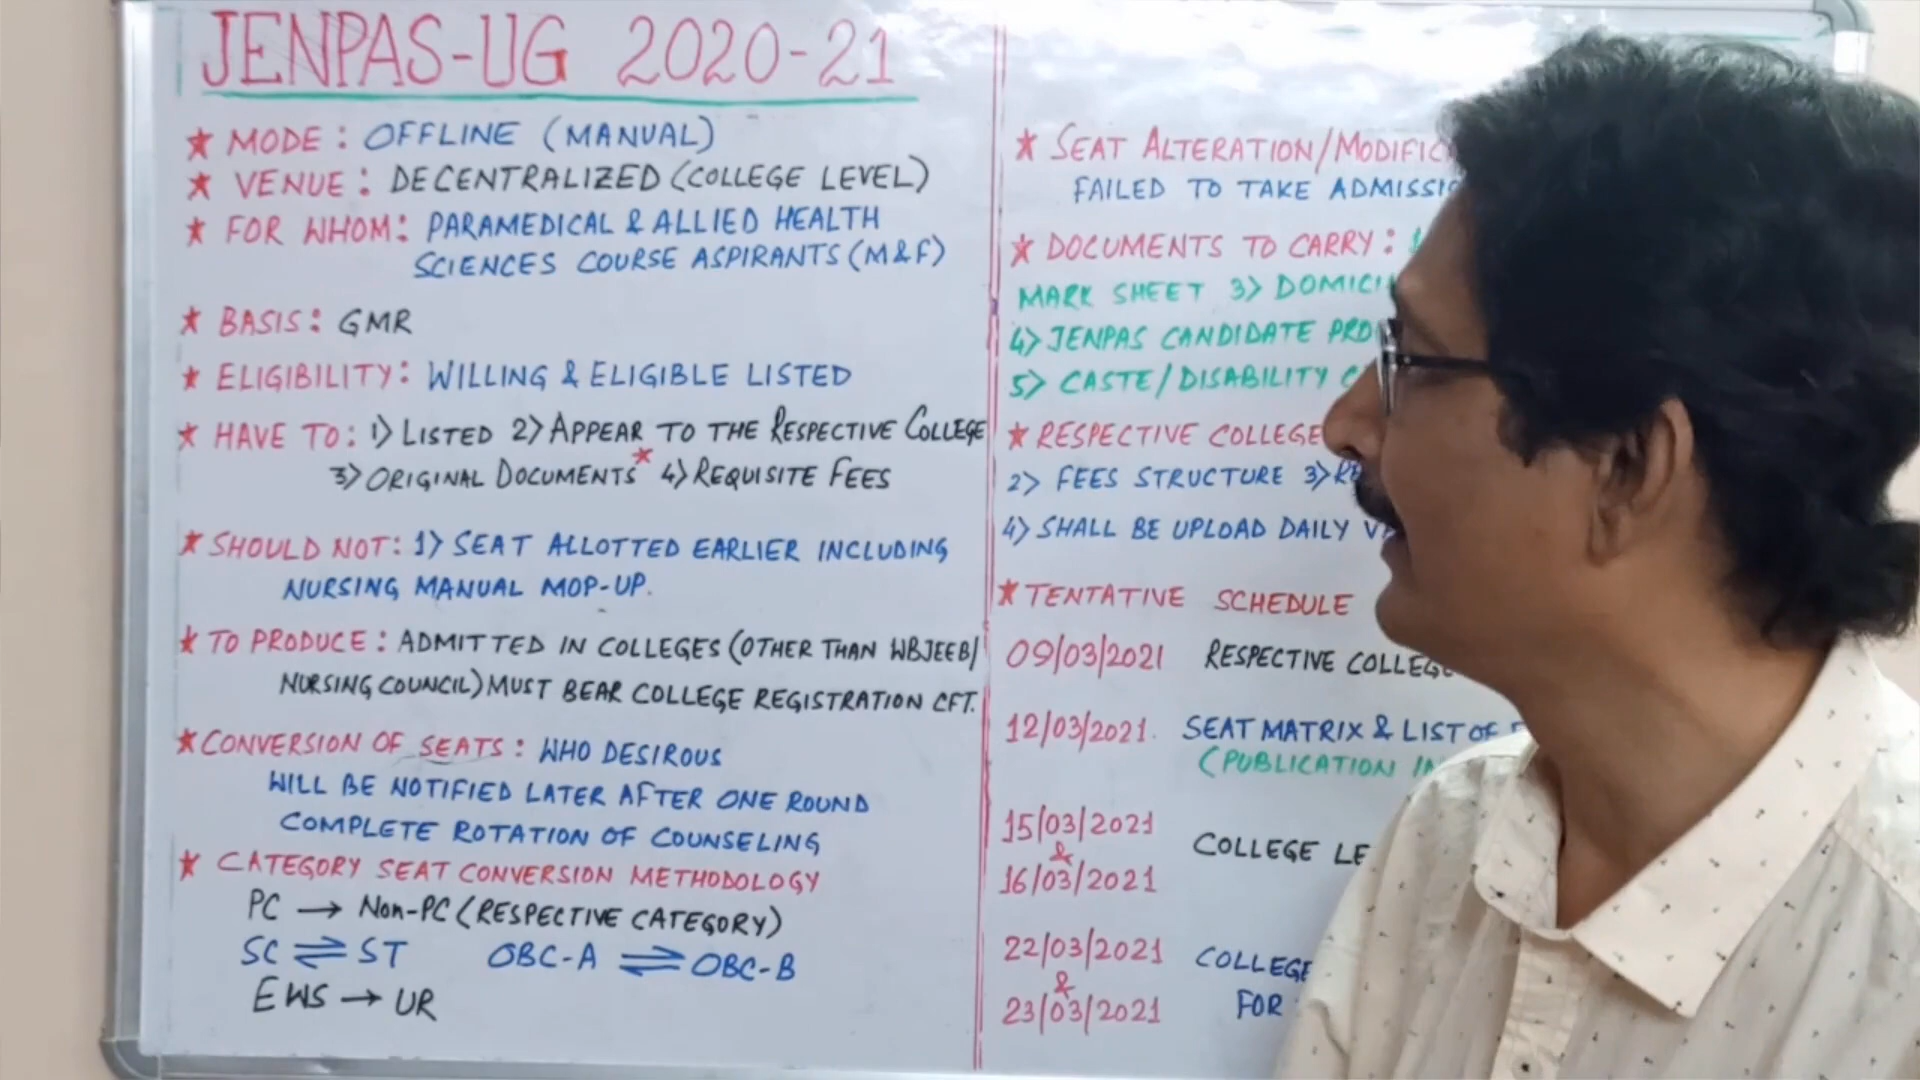 JENPAS-UG 2020-21
★ MODE: OFFLINE (MANUAL)
★ VENUE: DECENTRALIZED (COLLEGE LEVEL)
★ FOR WHOM: PARAMEDICAL & ALLIED HEALTH
SCIENCES COURSE ASPIRANTS (M&F)
★ BASIS: GMR
★ ELIGIBILITY: WILLING & ELIGIBLE LISTED
★ HAVE TO: 1) LISTED 2) APPEAR TO THE RESPECTIVE COLLEGE
3) ORIGINAL DOCUMENTS★ 4) REQUISITE FEES
★ SHOULD NOT: 1) SEAT ALLOTTED EARLIER INCLUDING
NURSING MANUAL MOP-UP.
★ TO PRODUCE: ADMITTED IN COLLEGES (OTHER THAN WBJEEB/
NURSING COUNCIL) MUST BEAR COLLEGE REGISTRATION CFT.
★ CONVERSION OF SEATS: WHO DESIROUS
WILL BE NOTIFIED LATER AFTER ONE ROUND
COMPLETE ROTATION OF COUNSELING
★ CATEGORY SEAT CONVERSION METHODOLOGY
PC → Non-PC (RESPECTIVE CATEGORY)
SC ⇌ ST OBC-A ⇌ OBC-B
EWS → UR
★ SEAT ALTERATION/
FAILED TO TAKE
★ DOCUMENTS TO CARRY:
MARK SHEET 3)
4) JENPAS CANDIDATE
5) CASTE/DISABILITY
★ RESPECTIVE COLLEGE
2) FEES STRUCTURE 3)
4) SHALL BE UPLOAD DAILY
★ TENTATIVE SCHEDULE
09/03/2021 RESPECTIVE COLLEGE
12/03/2021. SEAT MATRIX & LIST OF
(PUBLICATION
15/03/2021
&
16/03/2021
COLLEGE
22/03/2021
&
23/03/2021
COLLEGE
FOR